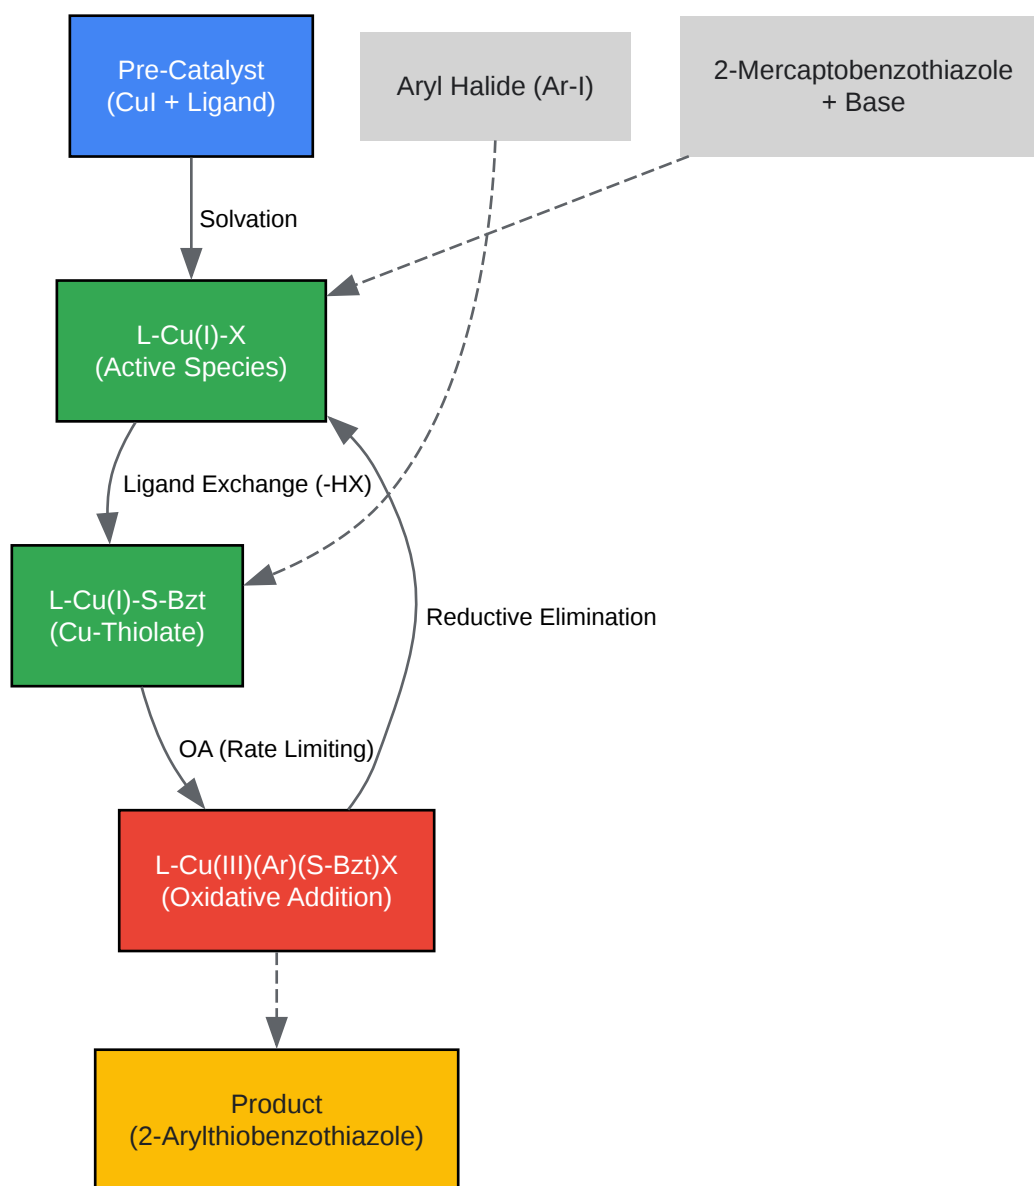 Pre-Catalyst
(CuI + Ligand)
Aryl Halide (Ar-I)
2-Mercaptobenzothiazole
+ Base
Solvation
L-Cu(I)-X
(Active Species)
Ligand Exchange (-HX)
L-Cu(I)-S-Bzt
(Cu-Thiolate)
Reductive Elimination
OA (Rate Limiting)
L-Cu(III)(Ar)(S-Bzt)X
(Oxidative Addition)
Product
(2-Arylthiobenzothiazole)